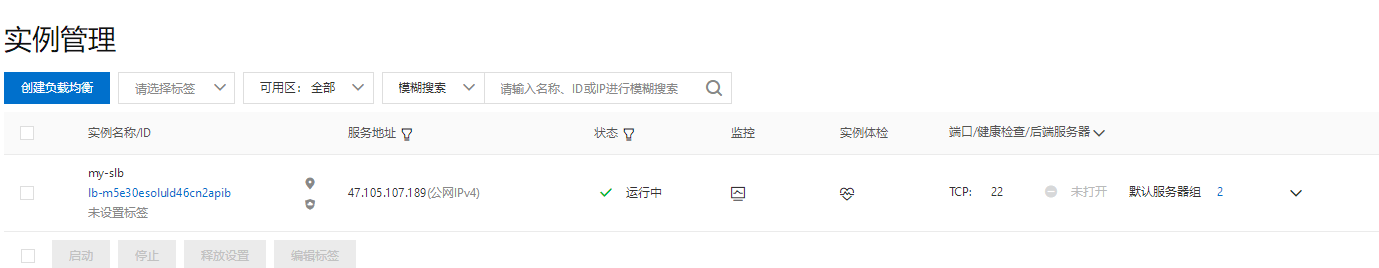 实例管理
创建负载均衡 请选择标签 可用区： 全部 模糊搜索 请输入名称、ID或IP进行模糊搜索
实例名称/ID 服务地址 状态 监控 实例体检 端口/健康检查/后端服务器
my-slb
lb-m5e30esoluld46cn2apib 47.105.107.189(公网IPv4) 运行中 TCP: 22 未打开 默认服务器组 2
未设置标签
启动 停止 释放设置 编辑标签